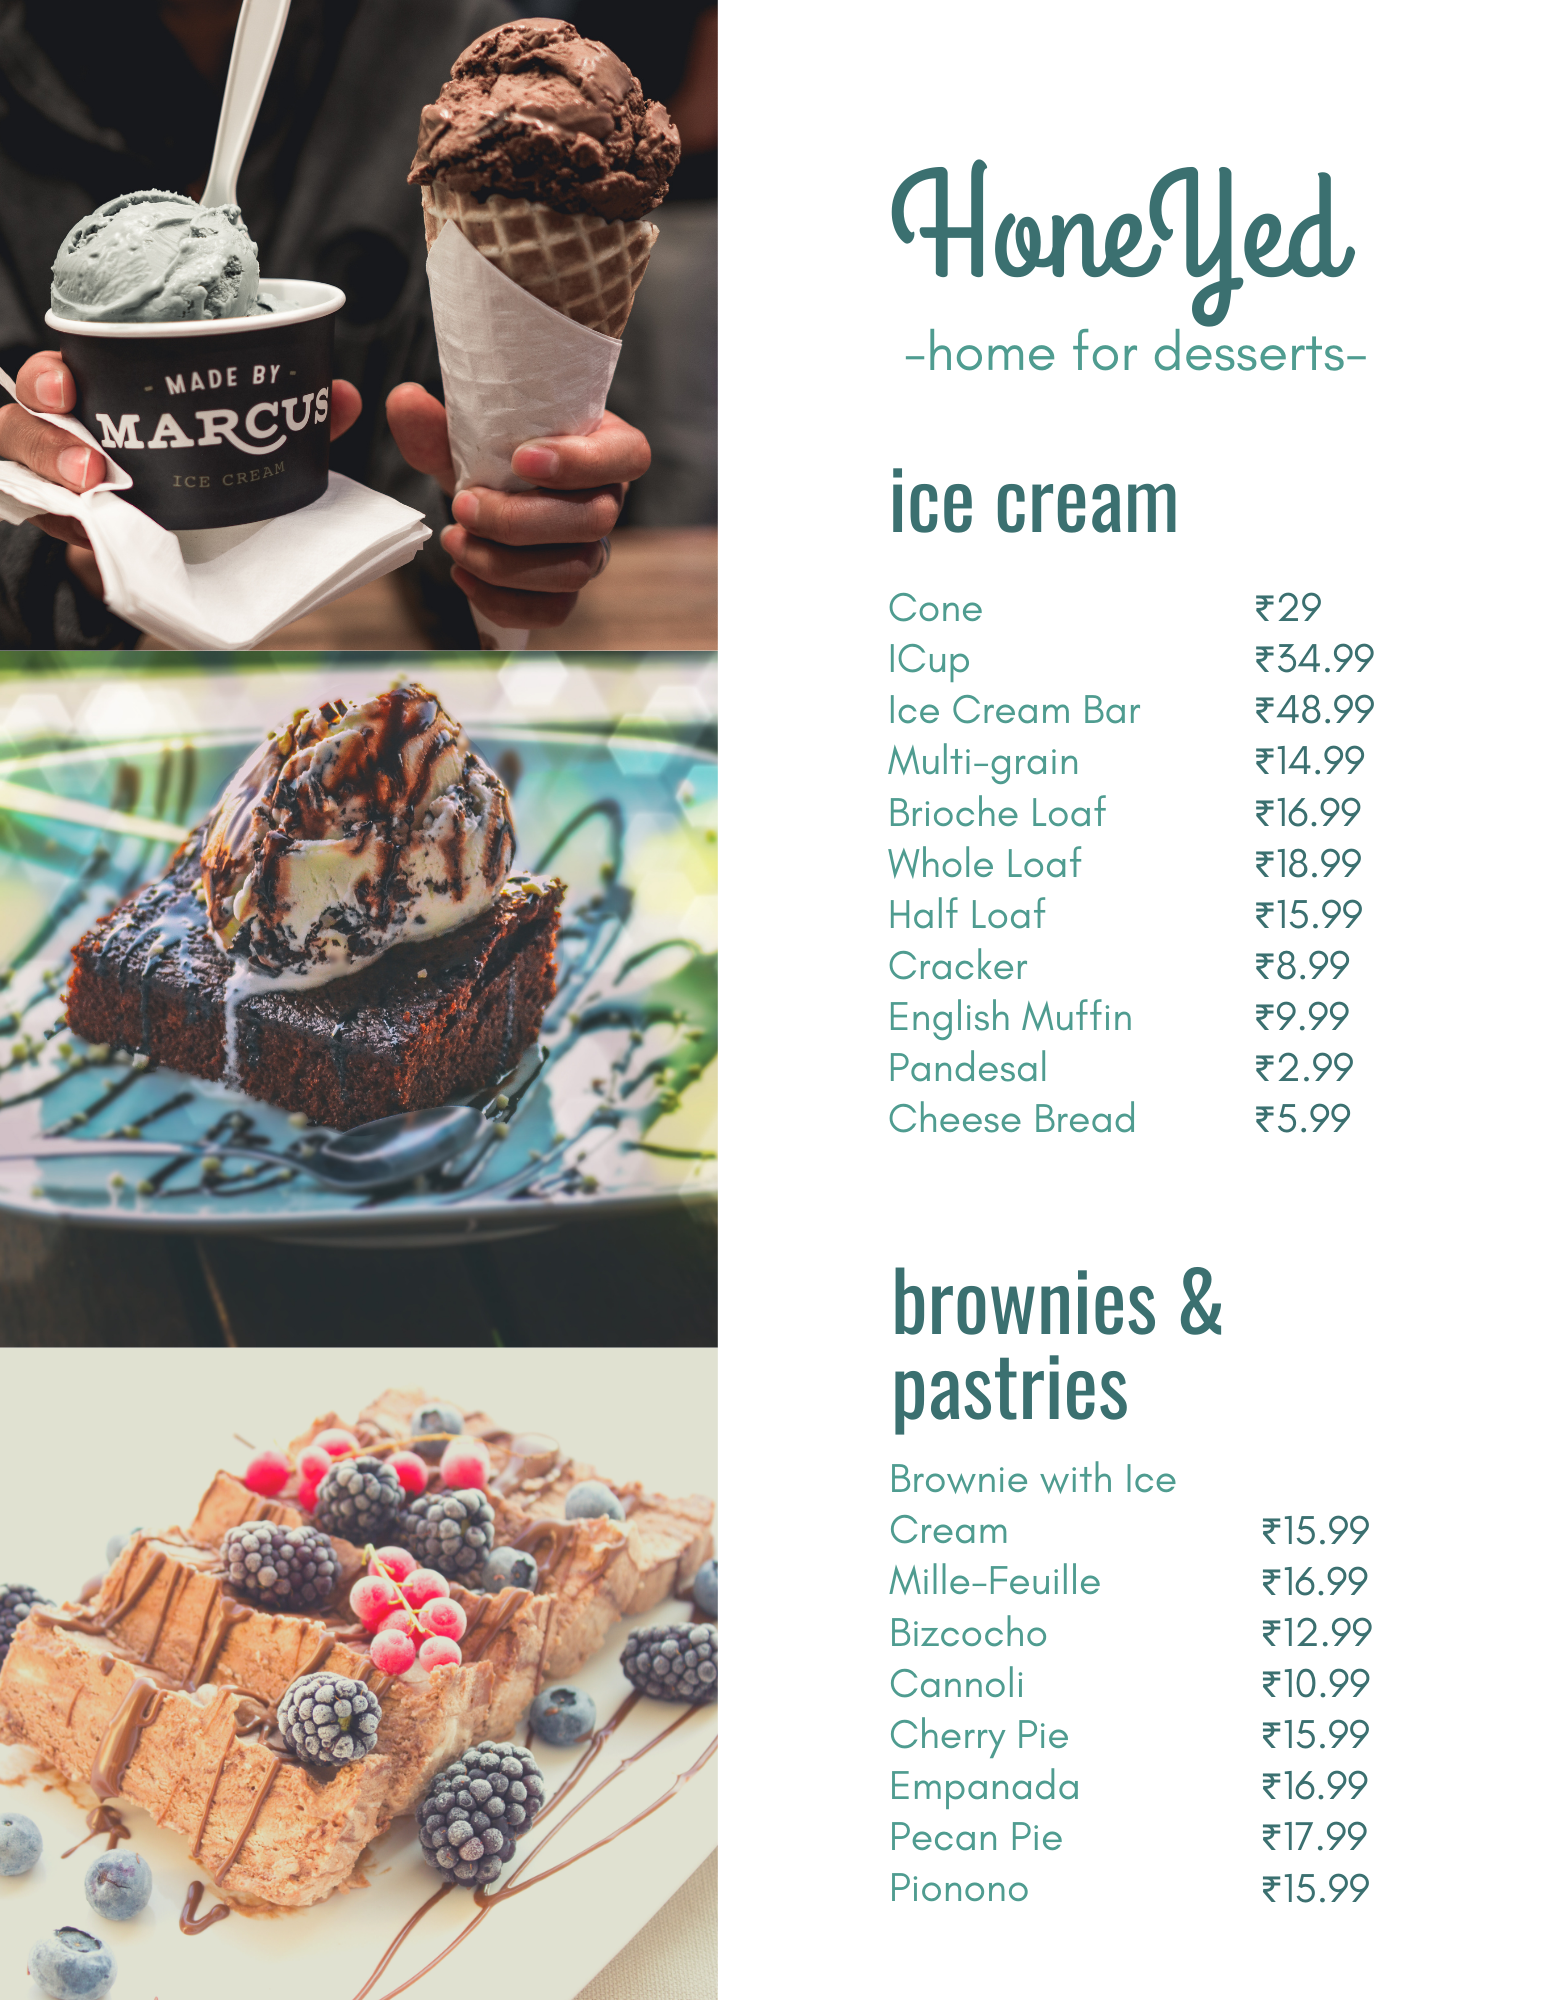 - MADE BY -
MARCUS
ICE CREAM
HoneYed
-home for desserts-
ice cream
Cone ₹29
ICup ₹34.99
Ice Cream Bar ₹48.99
Multi-grain ₹14.99
Brioche Loaf ₹16.99
Whole Loaf ₹18.99
Half Loaf ₹15.99
Cracker ₹8.99
English Muffin ₹9.99
Pandesal ₹2.99
Cheese Bread ₹5.99
brownies &
pastries
Brownie with Ice
Cream ₹15.99
Mille-Feuille ₹16.99
Bizcocho ₹12.99
Cannoli ₹10.99
Cherry Pie ₹15.99
Empanada ₹16.99
Pecan Pie ₹17.99
Pionono ₹15.99